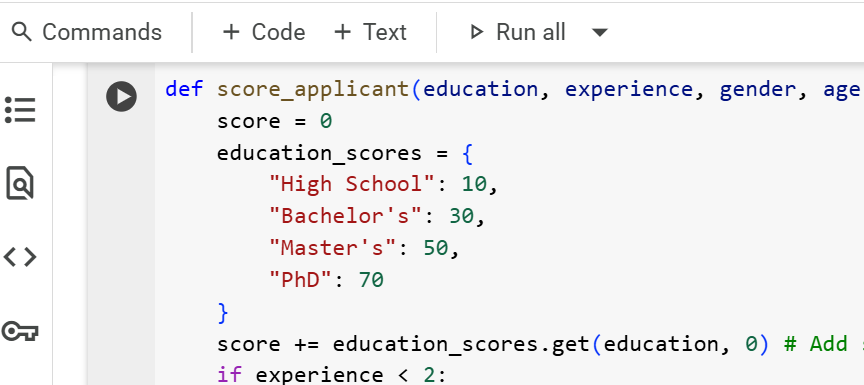 Commands + Code + Text Run all
def score_applicant(education, experience, gender, age
score = 0
education_scores = {
"High School": 10,
"Bachelor's": 30,
"Master's": 50,
"PhD": 70
}
score += education_scores.get(education, 0) # Add
if experience < 2: